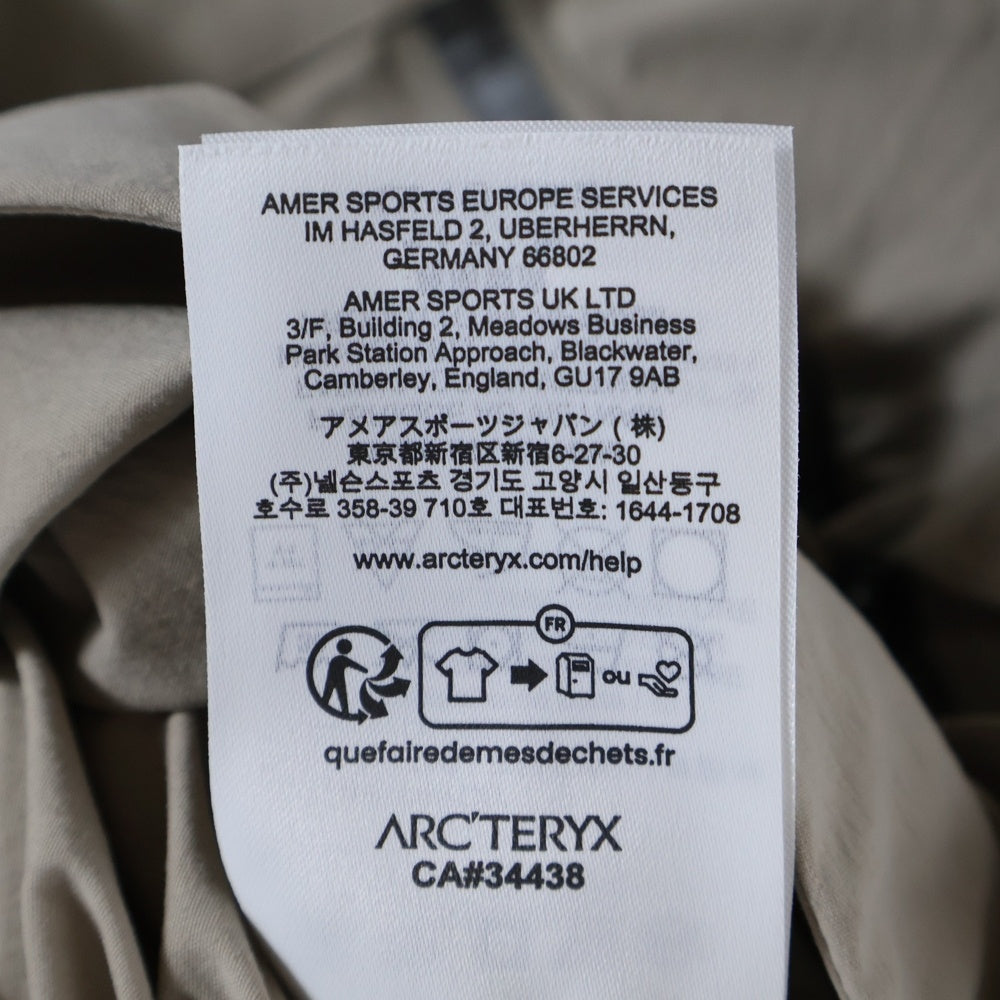 AMER SPORTS EUROPE SERVICES
IM HASFELD 2, UBERHERRN,
GERMANY 66802
AMER SPORTS UK LTD
3/F, Building 2, Meadows Business
Park Station Approach, Blackwater,
Camberley, England, GU17 9AB
アメアスポーツジャパン (株)
東京都新宿区新宿6-27-30
(주)넬슨스포츠 경기도 고양시 일산동구
호수로 358-39 710호 대표번호: 1644-1708
www.arcteryx.com/help
FR
ou
quefairedemesdechets.fr
ARC'TERYX
CA#34438